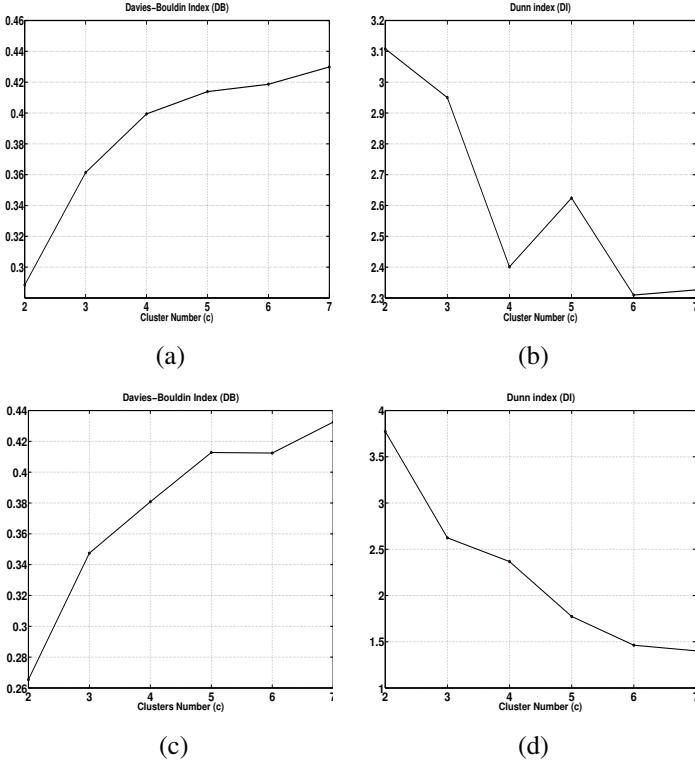 Davies−Bouldin Index (DB)
0.46
0.44
0.42
0.4
0.38
0.36
0.34
0.32
0.3
2 3 4 5 6 7
Cluster Number (c)
(a)
Dunn index (DI)
3.2
3.1
3
2.9
2.8
2.7
2.6
2.5
2.4
2.3
2 3 4 5 6 7
Cluster Number (c)
(b)
Davies−Bouldin Index (DB)
0.44
0.42
0.4
0.38
0.36
0.34
0.32
0.3
0.28
0.26
2 3 4 5 6 7
Clusters Number (c)
(c)
Dunn index (DI)
4
3.5
3
2.5
2
1.5
1
2 3 4 5 6 7
Cluster Number (c)
(d)